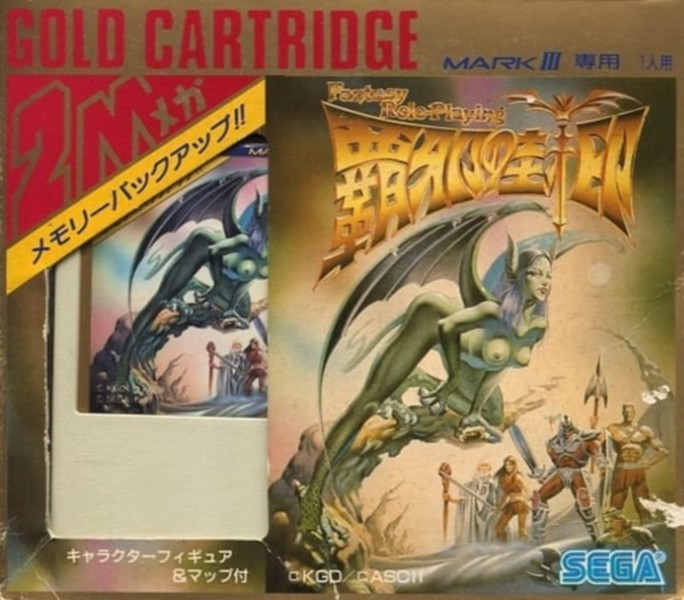 GOLD CARTRIDGE
MARK III 専用 1人用
2Mメガ
メモリーバックアップ!!
Fantasy
Role-Playing
覇邪の封印
キャラクターフィギュア
&マップ付
©KGD/©ASCII
SEGA®